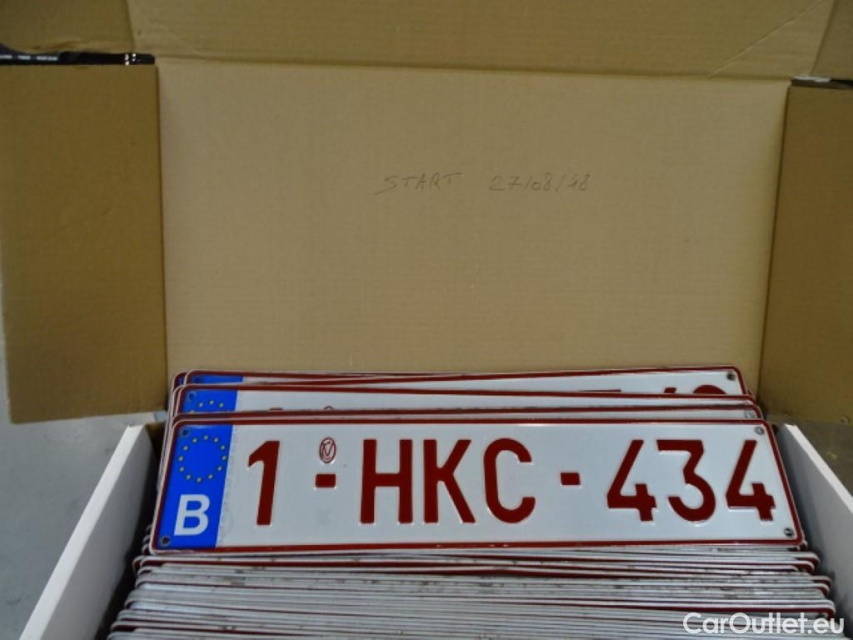 START 27/08/18
B 1-HKC-434
CarOutlet.eu